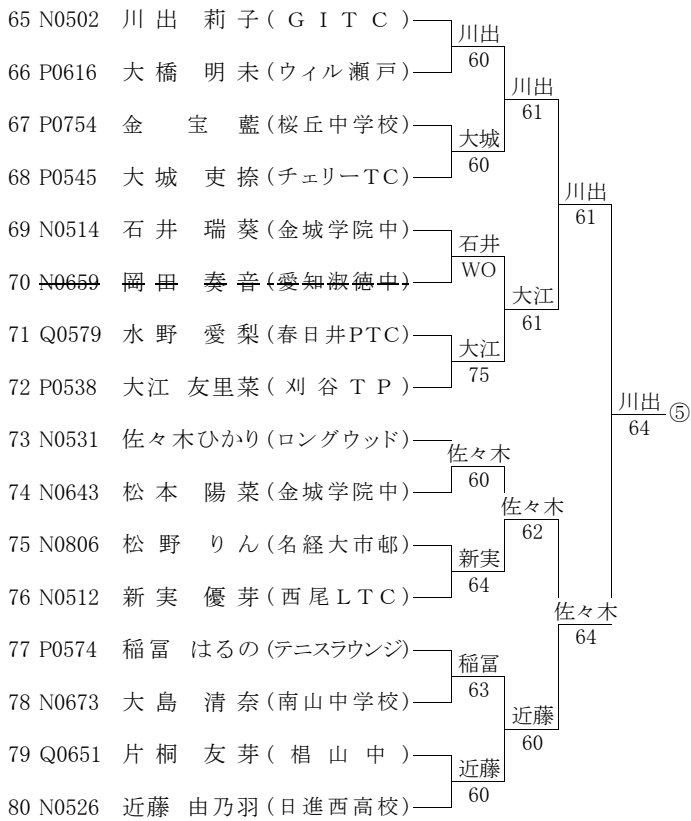 65 N0502 川出 莉子(GITC)
川出
60
66 P0616 大橋 明未(ウィル瀬戸)
川出
61
67 P0754 金 宝藍(桜丘中学校)
大城
60
68 P0545 大城 吏捺(チェリーTC)
川出
61
69 N0514 石井 瑞葵(金城学院中)
石井
WO
70 N0659 岡田 奏音(愛知淑徳中)
大江
61
71 Q0579 水野 愛梨(春日井PTC)
大江
75
72 P0538 大江 友里菜(刈谷TP)
川出
64
⑤
73 N0531 佐々木ひかり(ロングウッド)
佐々木
60
74 N0643 松本 陽菜(金城学院中)
佐々木
62
75 N0806 松野 りん(名経大市邨)
新実
64
76 N0512 新実 優芽(西尾LTC)
佐々木
64
77 P0574 稲冨 はるの(テニスラウンジ)
稲冨
63
78 N0673 大島 清奈(南山中学校)
近藤
60
79 Q0651 片桐 友芽(椙山中)
近藤
60
80 N0526 近藤 由乃羽(日進西高校)